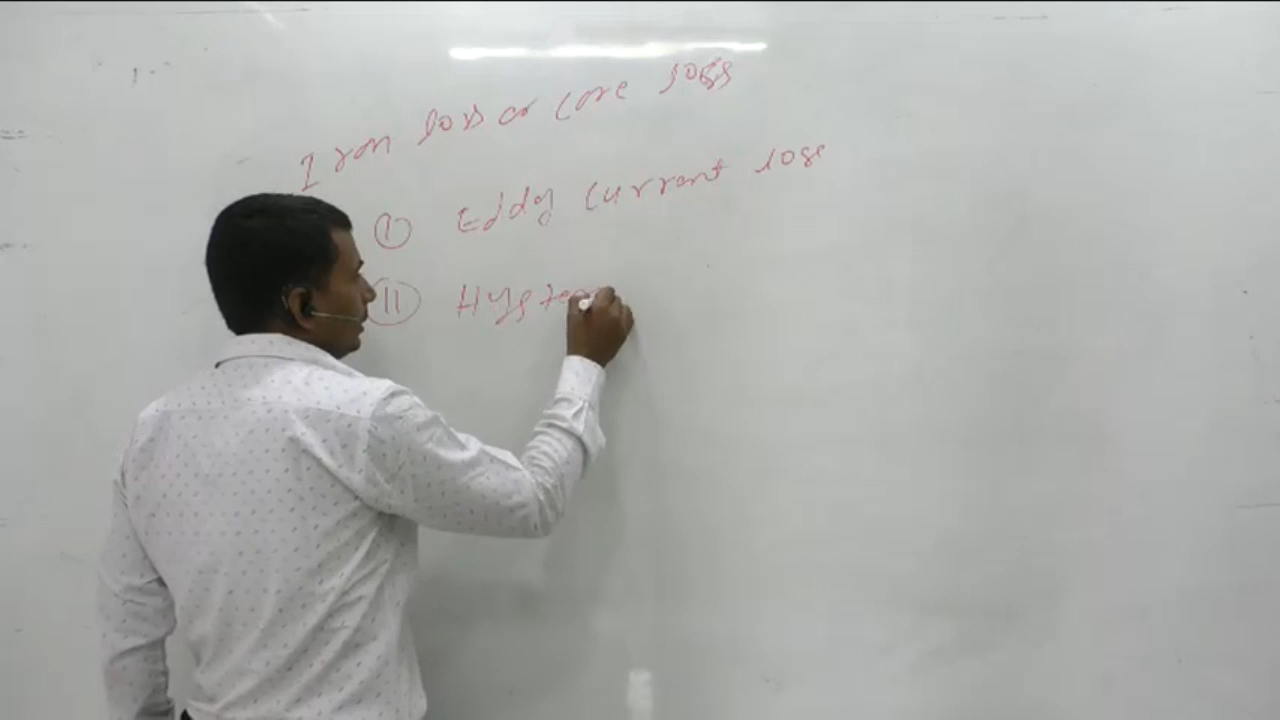 Iron loss or core loss
(I) Eddy current loss
(II) Hyste